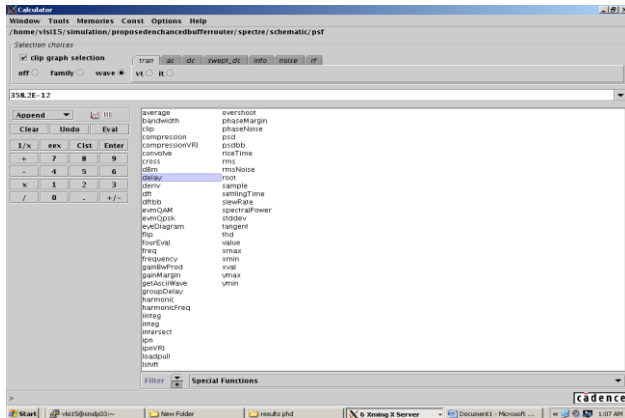 Calculator
Window Tools Memories Const Options Help
/home/vlsi15/simulation/proposedenchancedbufferrouter/spectre/schematic/psf
Selection choices
clip graph selection
off family wave
tran ac dc swept_dc info noise rf
vt it
358.2E-12
Append
Clear Undo Eval
1/x eex Clst Enter
+ 7 8 9
- 4 5 6
x 1 2 3
/ 0 . +/-
average overshoot
bandwidth phaseMargin
clip phaseNoise
compression psd
compressionVRI psdbb
convolve riseTime
cross rms
dBm rmsNoise
delay root
deriv sample
dft settlingTime
dftbb slewRate
evmQAM spectralPower
evmQpsk stddev
eyeDiagram tangent
flip thd
fourEval value
freq xmax
frequency xmin
gainBwProd xval
gainMargin ymax
getAsciiWave ymin
groupDelay
harmonic
harmonicFreq
iinteg
integ
intersect
ipn
ipnVRI
loadpull
lshift
Filter Special Functions
>
cadence
Start vlsi15@smdp03:~ New Folder results phd 6 Xming X Server Document1 - Microsoft ... 1:07 AM